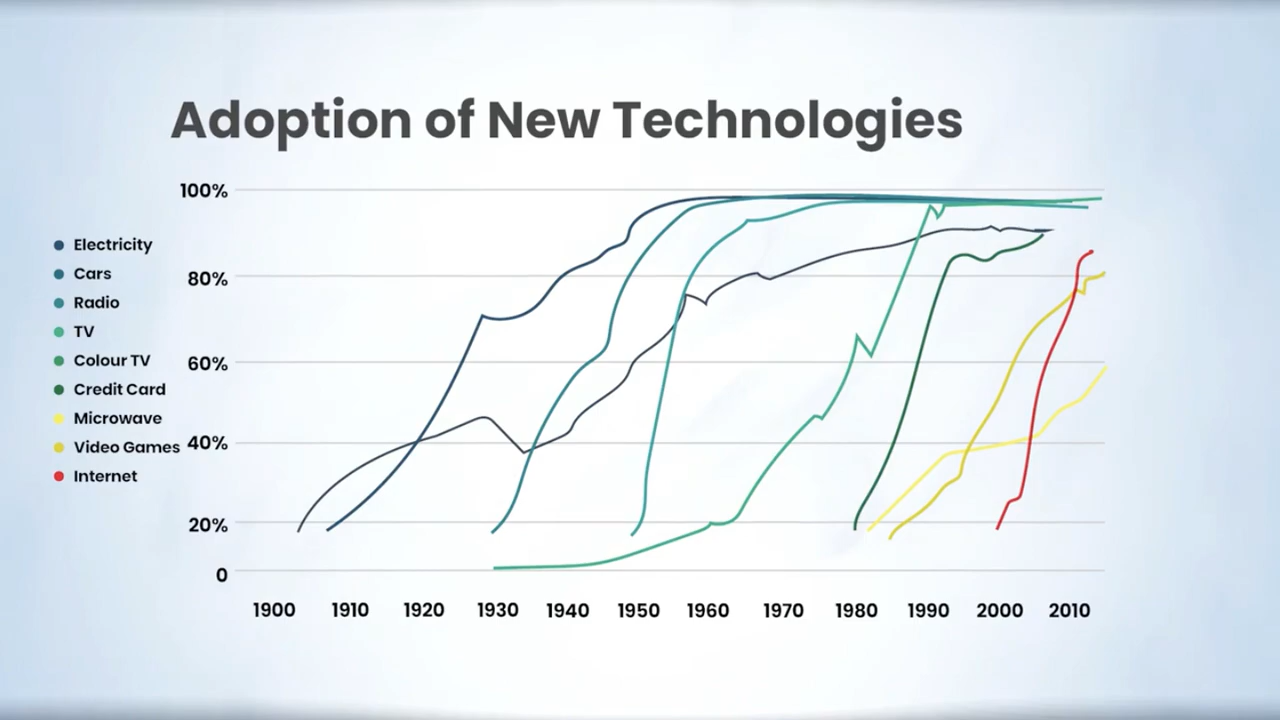 Adoption of New Technologies
100%
80%
60%
40%
20%
0
Electricity
Cars
Radio
TV
Colour TV
Credit Card
Microwave
Video Games
Internet
1900 1910 1920 1930 1940 1950 1960 1970 1980 1990 2000 2010